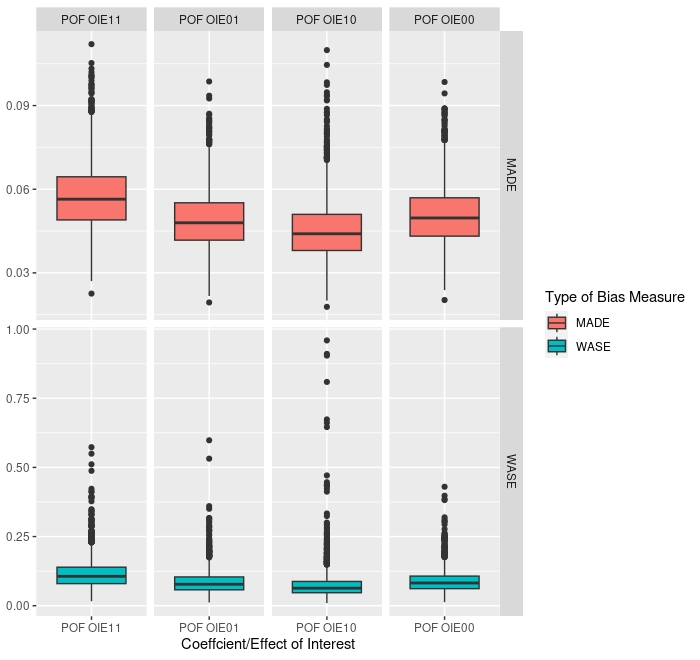 POF OIE11 POF OIE01 POF OIE10 POF OIE00
0.09
0.06
0.03
MADE
1.00
0.75
0.50
0.25
0.00
WASE
POF OIE11 POF OIE01 POF OIE10 POF OIE00
Coeffcient/Effect of Interest
Type of Bias Measure
MADE
WASE